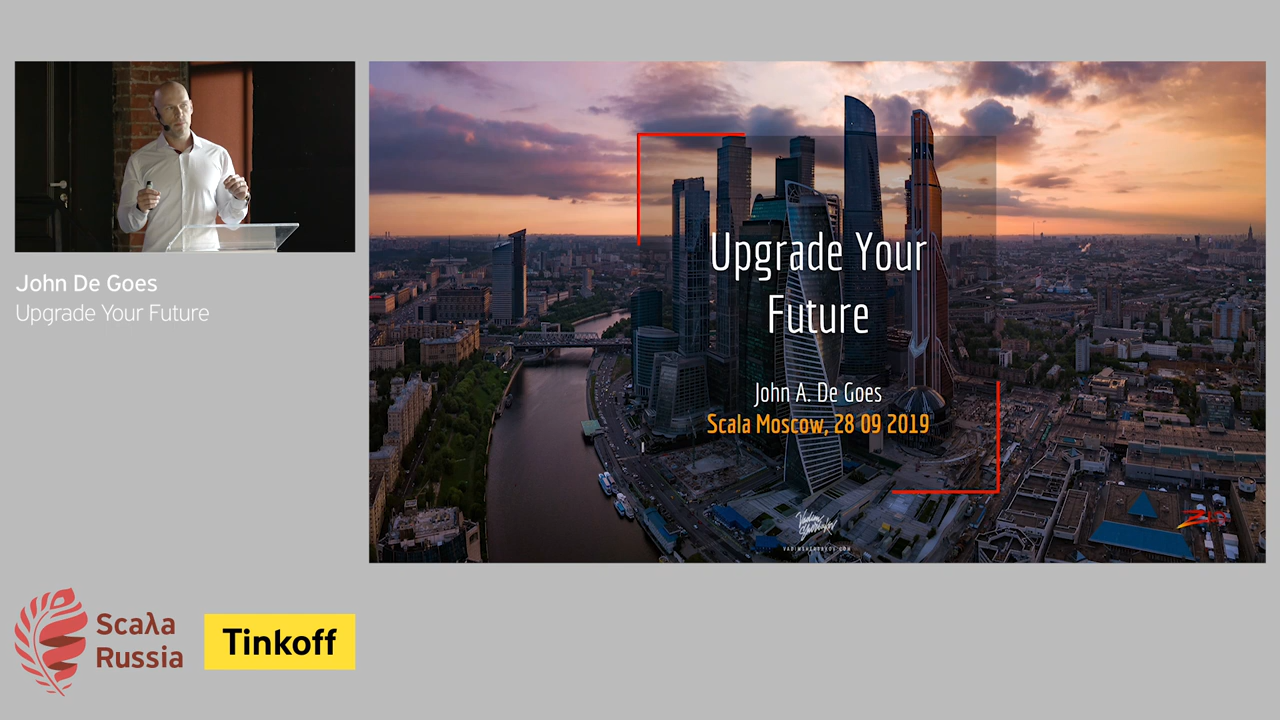 John De Goes
Upgrade Your Future
Upgrade Your
Future
John A. De Goes
Scala Moscow, 28 09 2019
Scaλa
Russia
Tinkoff